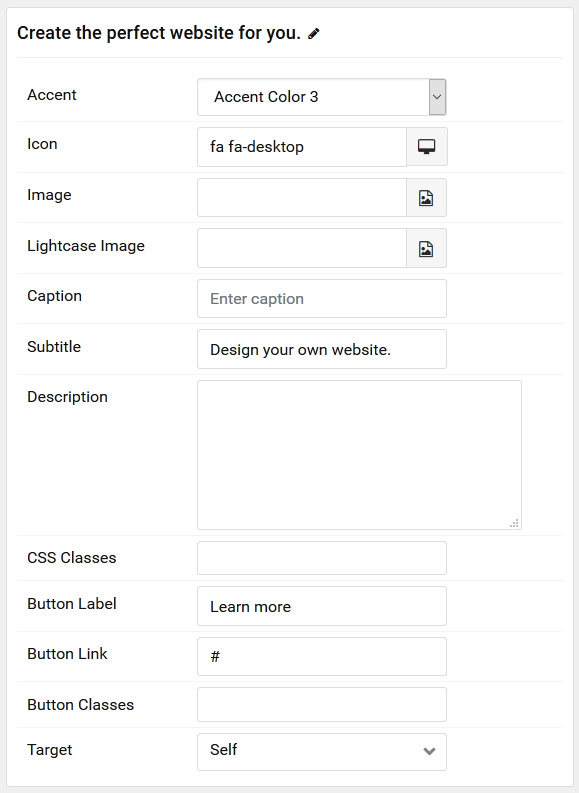 Create the perfect website for you.
Accent
Accent Color 3
Icon
fa fa-desktop
Image
Lightcase Image
Caption
Enter caption
Subtitle
Design your own website.
Description
CSS Classes
Button Label
Learn more
Button Link
#
Button Classes
Target
Self